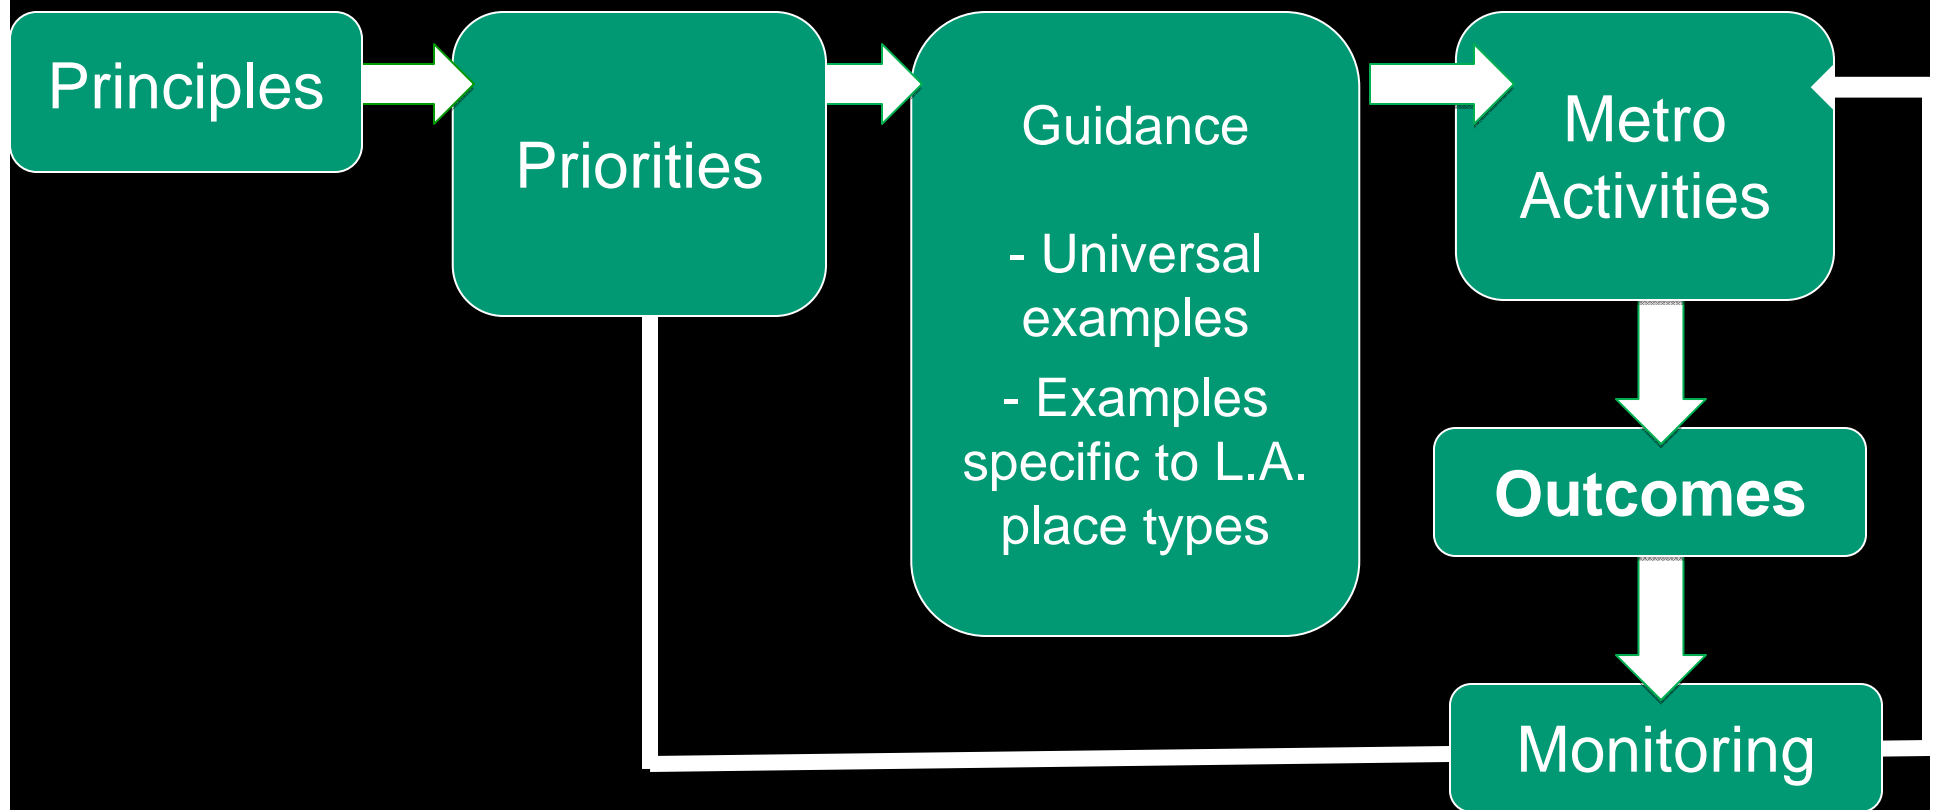 Principles
Priorities
Guidance
- Universal
examples
- Examples
specific to L.A.
place types
Metro
Activities
Outcomes
Monitoring